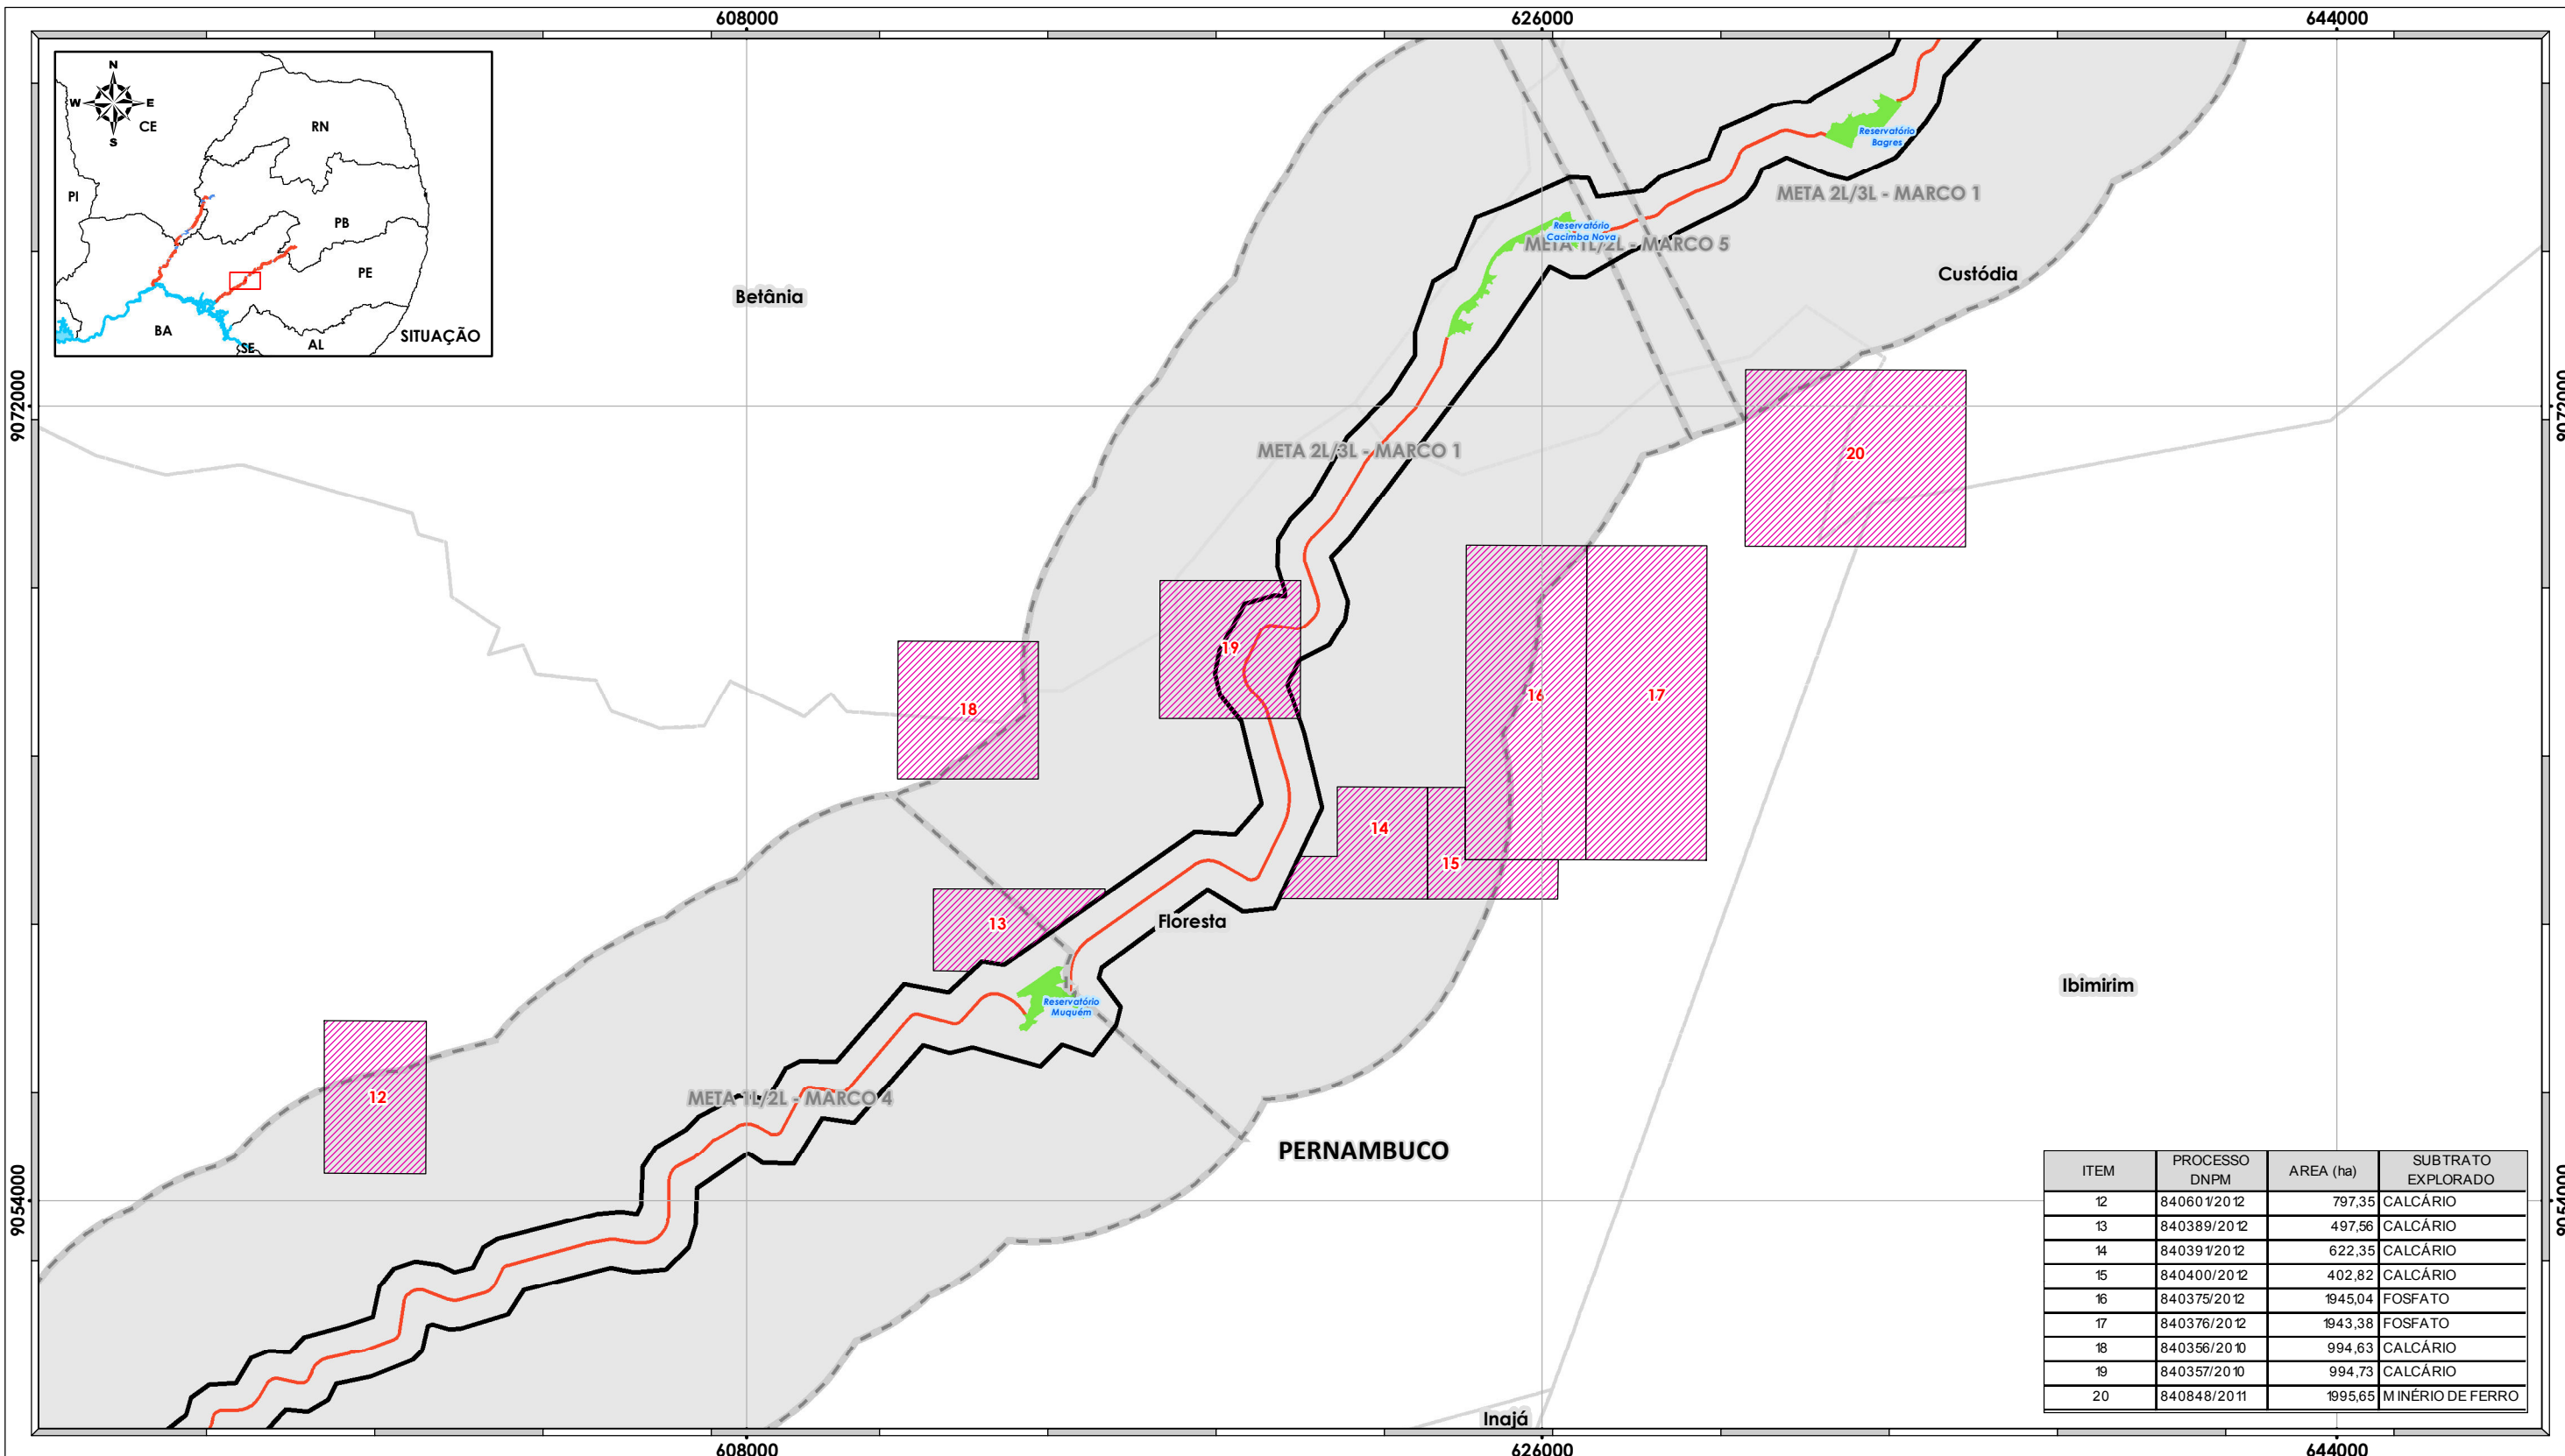 608000
626000
644000
N
W
E
S
CE
RN
PI
PB
PE
BA
SE
AL
SITUAÇÃO
Reservatório
Bagres
META 2L/3L - MARCO 1
Reservatório
Cacimba Nova
META 1L/2L - MARCO 5
Custódia
Betânia
9072000
9072000
META 2L/3L - MARCO 1
20
19
16
17
18
14
15
13
Floresta
Ibimirim
Reservatório
Muquém
12
META 1L/2L - MARCO 4
PERNAMBUCO
9054000
9054000
ITEM PROCESSO DNPM AREA (ha) SUBTRATO EXPLORADO
12 840601/2012 797,35 CALCÁRIO
13 840389/2012 497,56 CALCÁRIO
14 840391/2012 622,35 CALCÁRIO
15 840400/2012 402,82 CALCÁRIO
16 840375/2012 1945,04 FOSFATO
17 840376/2012 1943,38 FOSFATO
18 840356/2010 994,63 CALCÁRIO
19 840357/2010 994,73 CALCÁRIO
20 840848/2011 1995,65 MINÉRIO DE FERRO
Inajá
608000
626000
644000